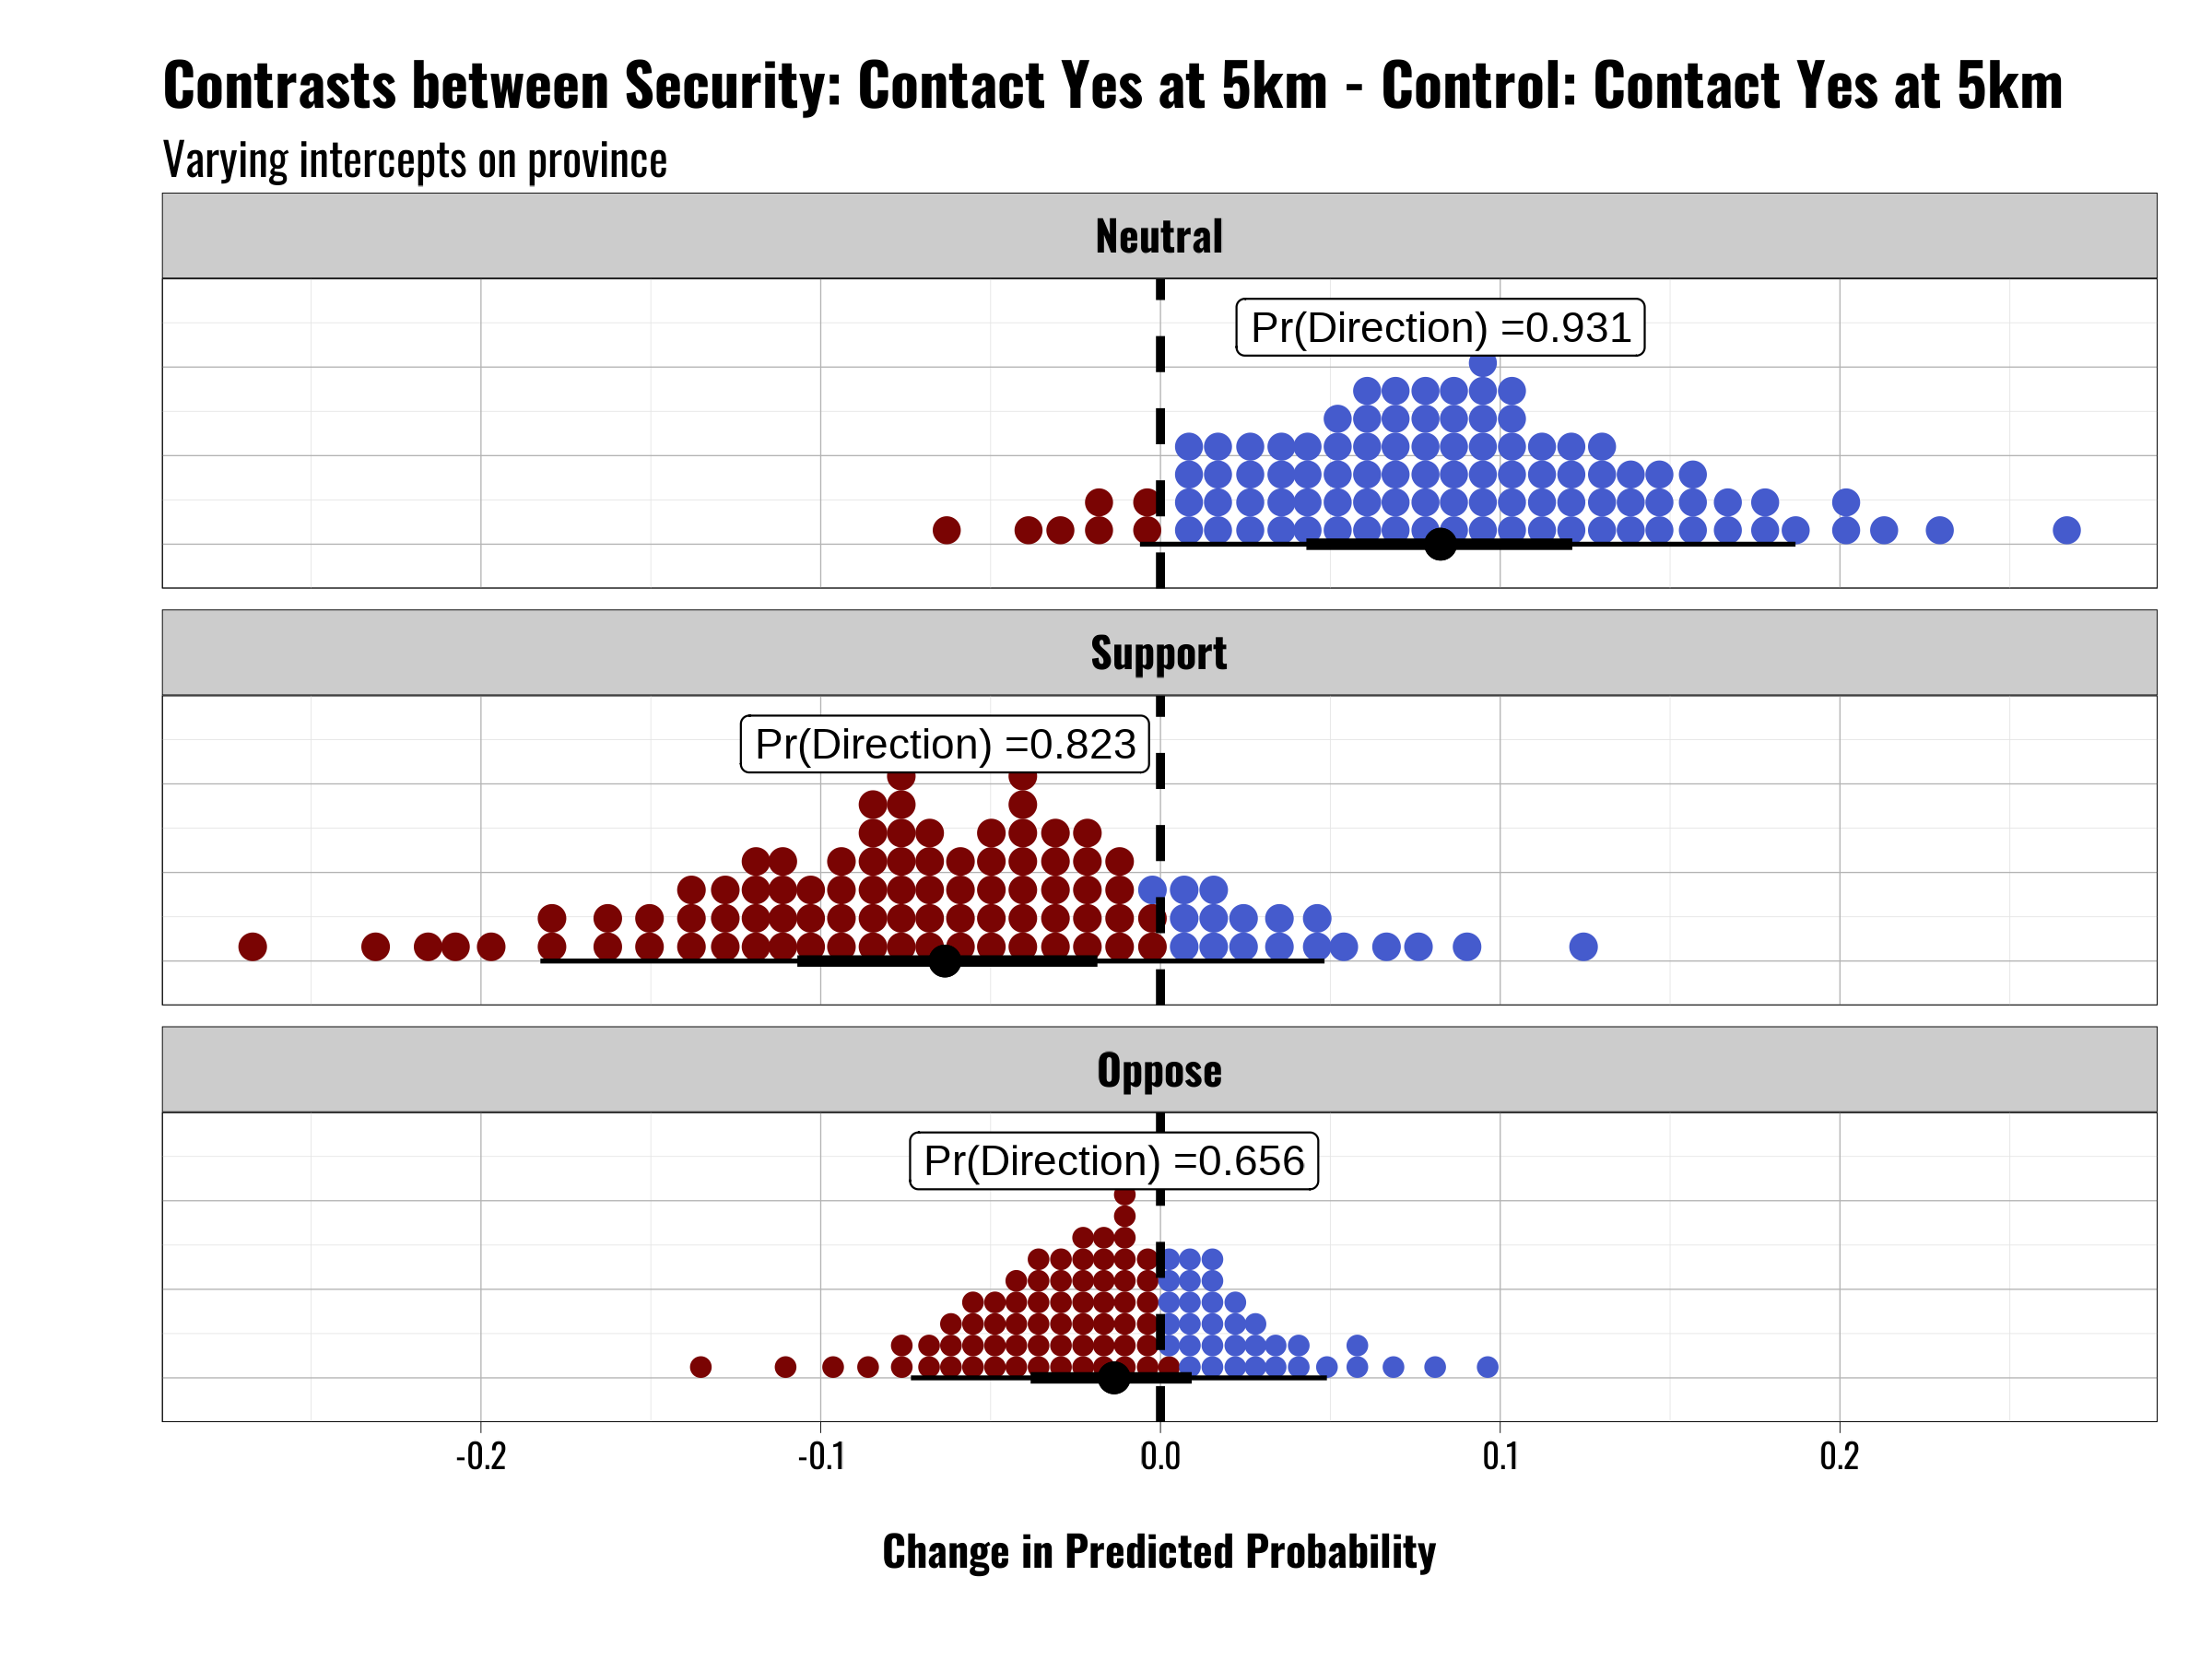 Contrasts between Security: Contact Yes at 5km - Control: Contact Yes at 5km
Varying intercepts on province
Neutral
Pr(Direction) =0.931
Support
Pr(Direction) =0.823
Oppose
Pr(Direction) =0.656
-0.2 -0.1 0.0 0.1 0.2
Change in Predicted Probability